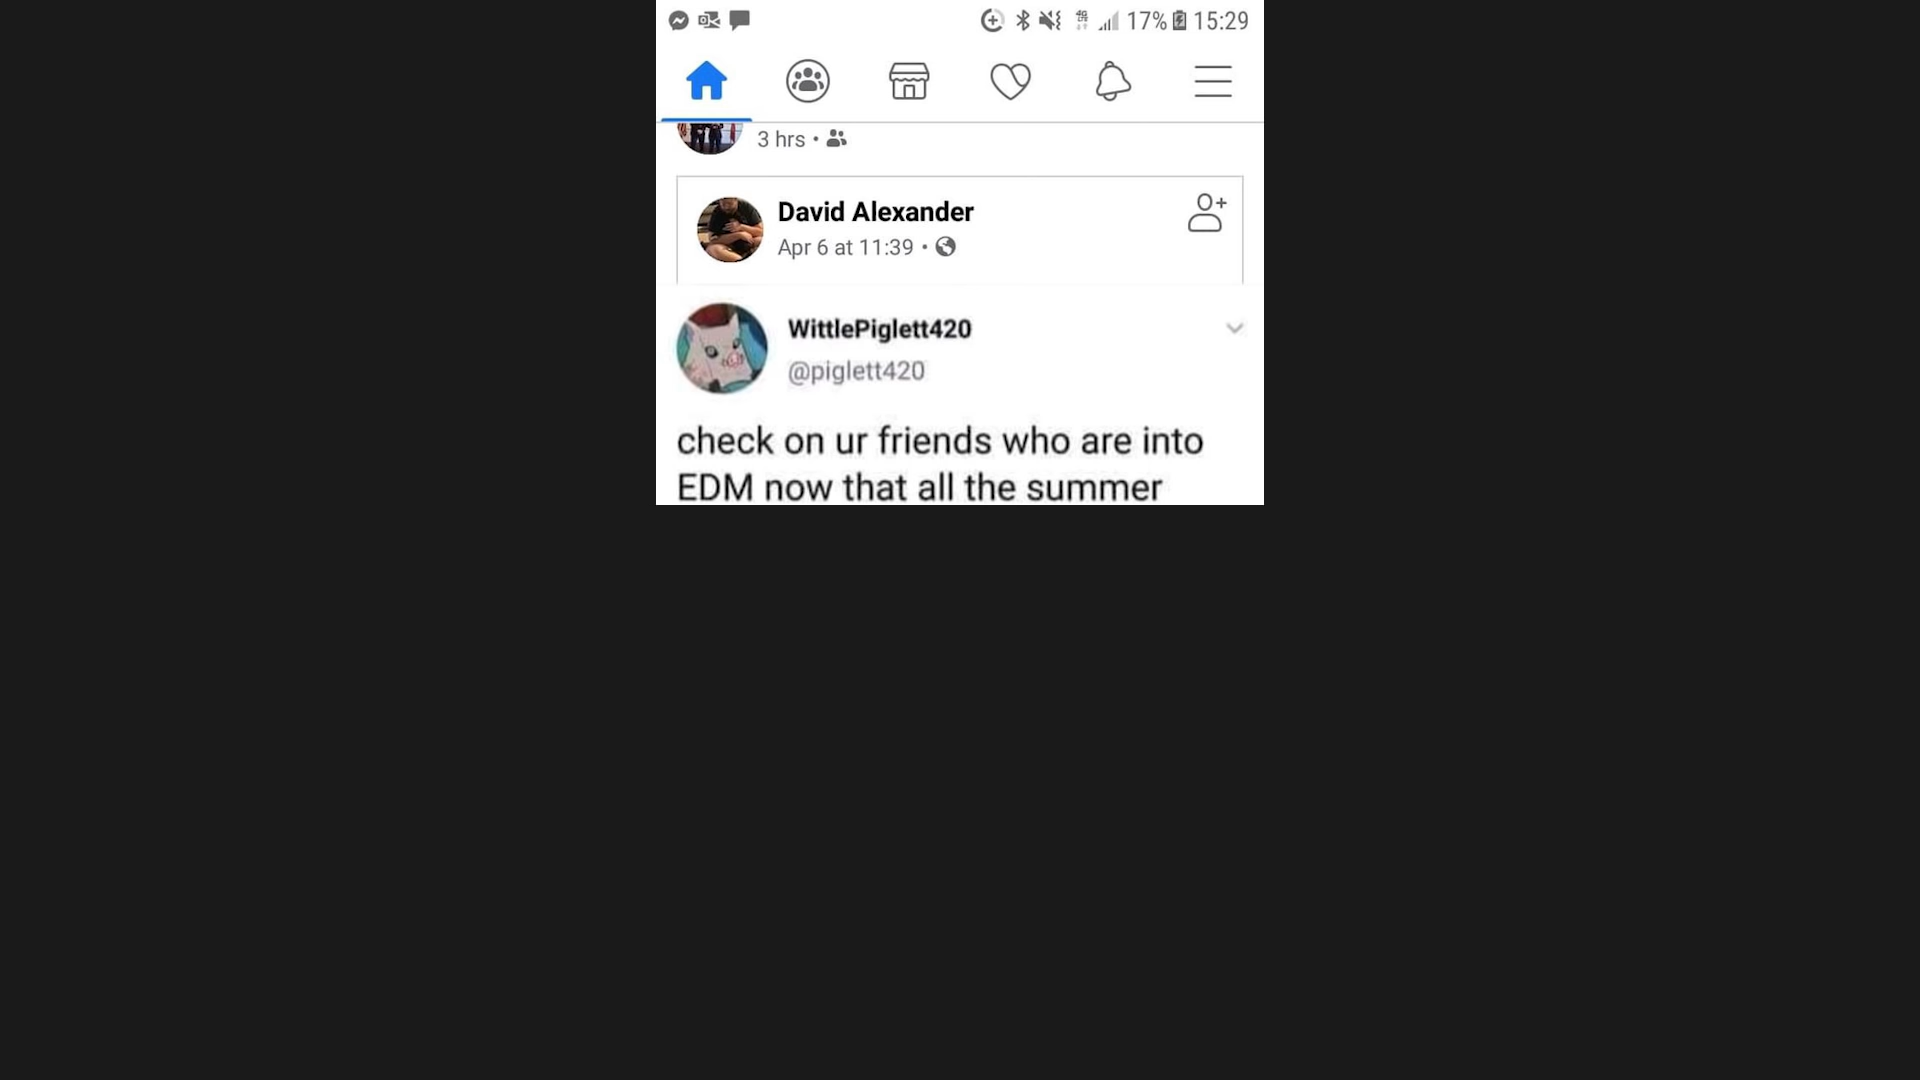 17% 15:29
3 hrs •
David Alexander
Apr 6 at 11:39 •
WittlePiglett420
@piglett420
check on ur friends who are into
EDM now that all the summer